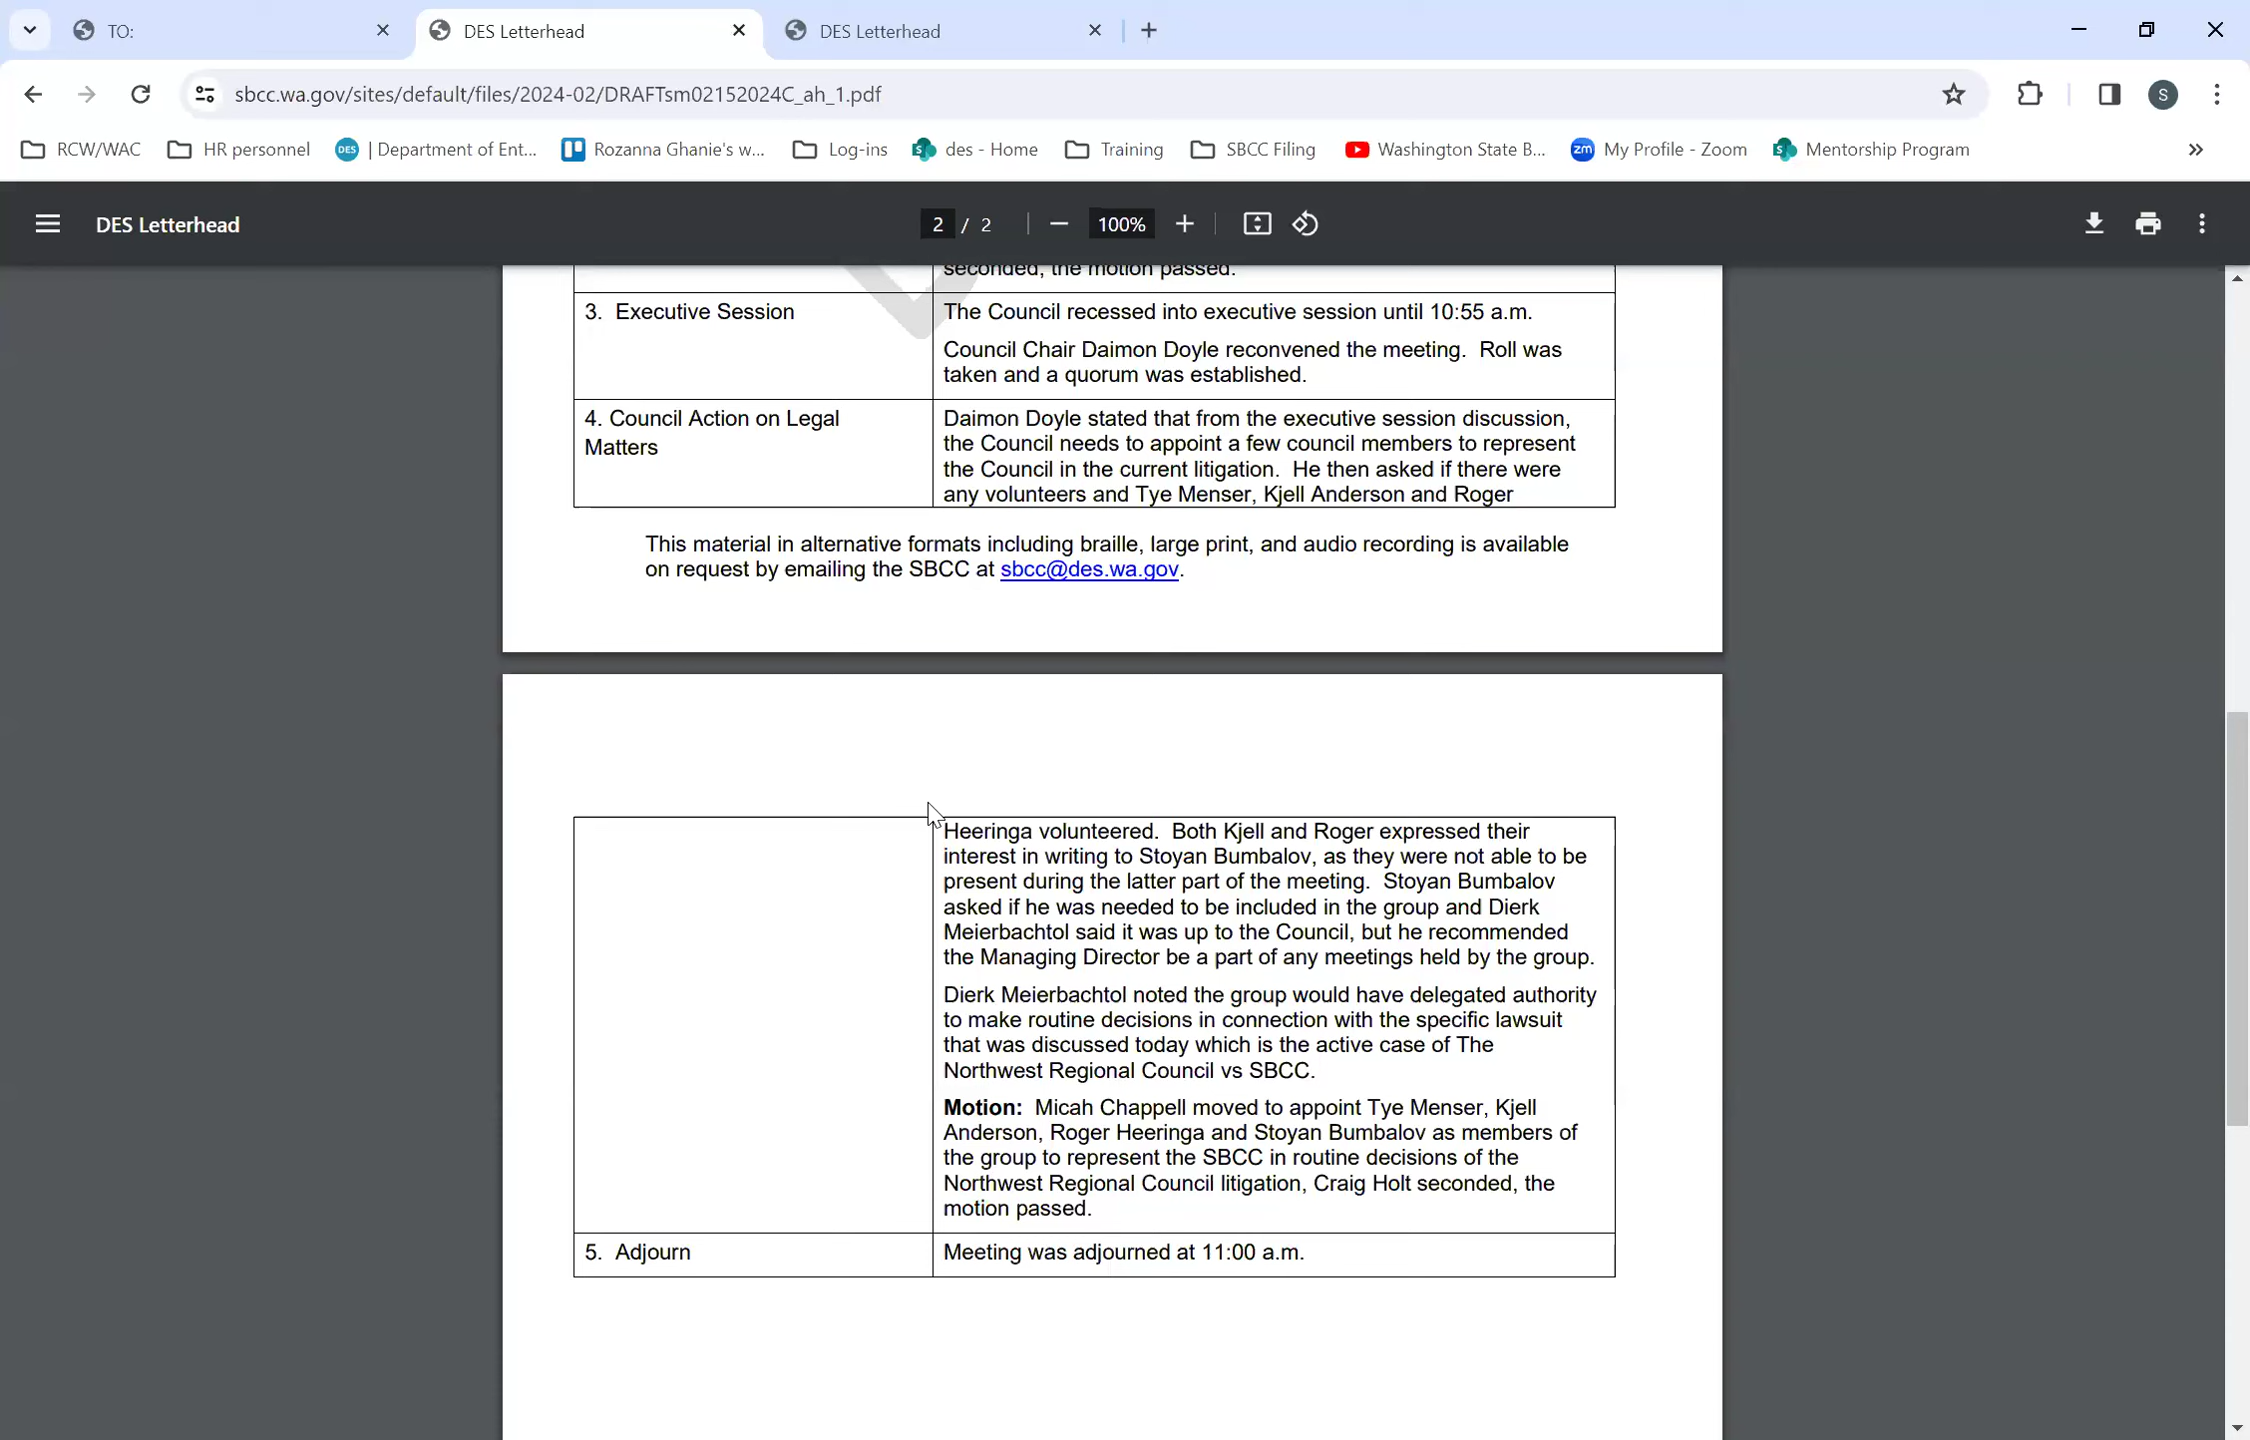 TO:
DES Letterhead
DES Letterhead
sbcc.wa.gov/sites/default/files/2024-02/DRAFTsm02152024C_ah_1.pdf
S
RCW/WAC
HR personnel
DES | Department of Ent...
Rozanna Ghanie's w...
Log-ins
S des - Home
Training
SBCC Filing
Washington State B...
zm My Profile - Zoom
S Mentorship Program
DES Letterhead
2 / 2
100%
seconded, the motion passed.
3. Executive Session
The Council recessed into executive session until 10:55 a.m.
Council Chair Daimon Doyle reconvened the meeting. Roll was
taken and a quorum was established.
4. Council Action on Legal
Matters
Daimon Doyle stated that from the executive session discussion,
the Council needs to appoint a few council members to represent
the Council in the current litigation. He then asked if there were
any volunteers and Tye Menser, Kjell Anderson and Roger
This material in alternative formats including braille, large print, and audio recording is available
on request by emailing the SBCC at sbcc@des.wa.gov.
Heeringa volunteered. Both Kjell and Roger expressed their
interest in writing to Stoyan Bumbalov, as they were not able to be
present during the latter part of the meeting. Stoyan Bumbalov
asked if he was needed to be included in the group and Dierk
Meierbachtol said it was up to the Council, but he recommended
the Managing Director be a part of any meetings held by the group.
Dierk Meierbachtol noted the group would have delegated authority
to make routine decisions in connection with the specific lawsuit
that was discussed today which is the active case of The
Northwest Regional Council vs SBCC.
Motion: Micah Chappell moved to appoint Tye Menser, Kjell
Anderson, Roger Heeringa and Stoyan Bumbalov as members of
the group to represent the SBCC in routine decisions of the
Northwest Regional Council litigation, Craig Holt seconded, the
motion passed.
5. Adjourn
Meeting was adjourned at 11:00 a.m.